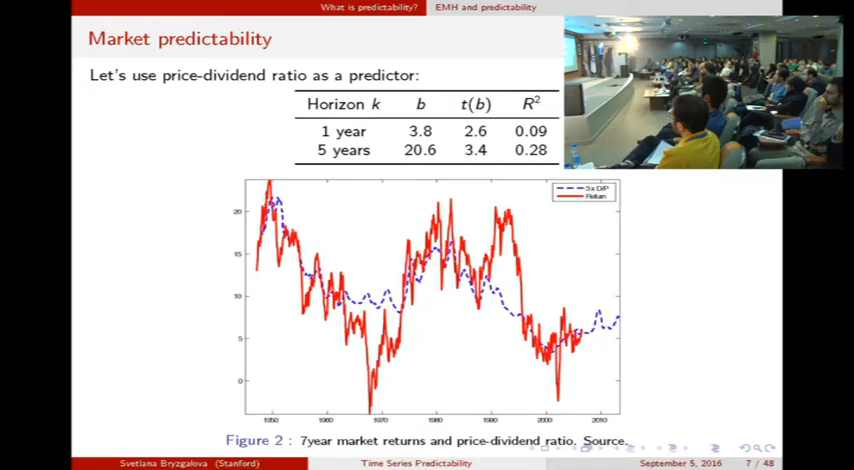 What is predictability? EMH and predictability
Market predictability
Let's use price-dividend ratio as a predictor:
Horizon k b t(b) R²
1 year 3.8 2.6 0.09
5 years 20.6 3.4 0.28
3x D/P
Return
20
15
10
5
0
1950 1960 1970 1980 1990 2000 2010
Figure 2 : 7year market returns and price-dividend ratio. Source.
Svetlana Bryzgalova (Stanford) Time Series Predictability September 5, 2016 7 / 48